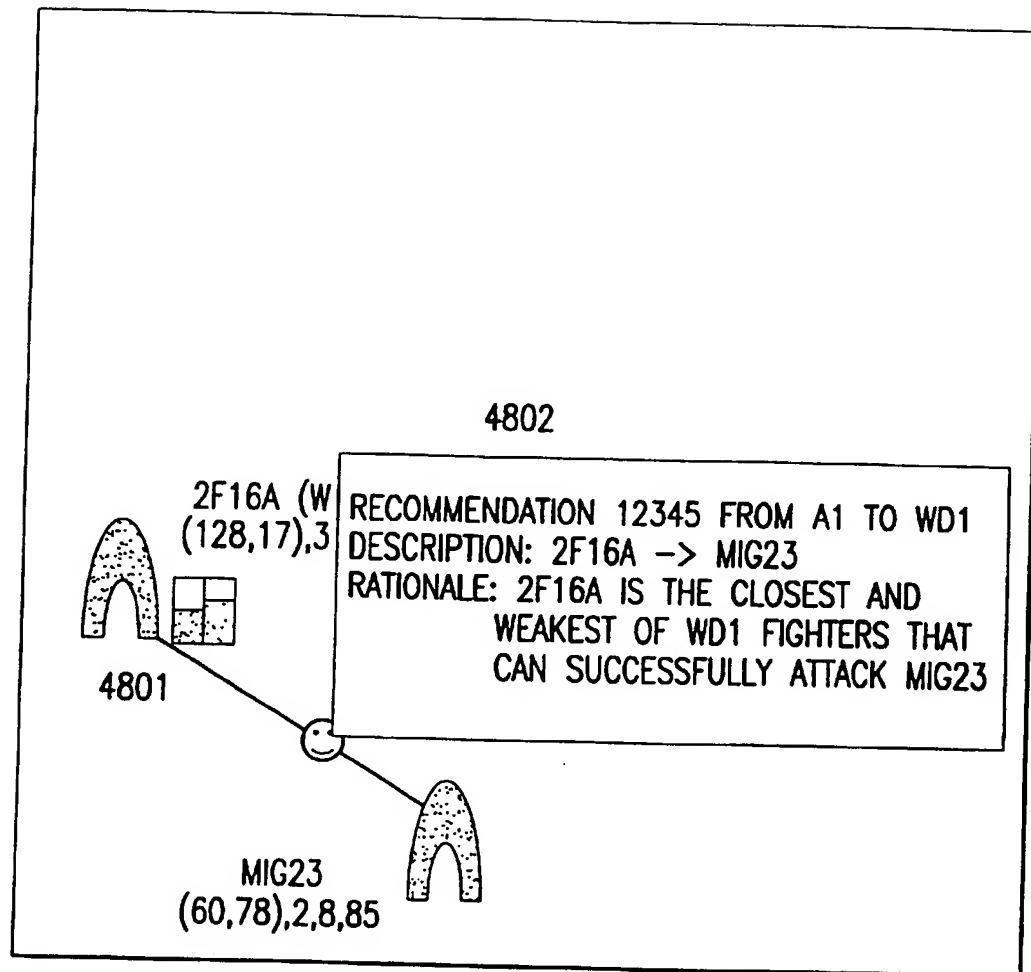 4802
2F16A (W
(128,17),3
RECOMMENDATION 12345 FROM A1 TO WD1
DESCRIPTION: 2F16A -> MIG23
RATIONALE: 2F16A IS THE CLOSEST AND
WEAKEST OF WD1 FIGHTERS THAT
CAN SUCCESSFULLY ATTACK MIG23
4801
MIG23
(60,78),2,8,85